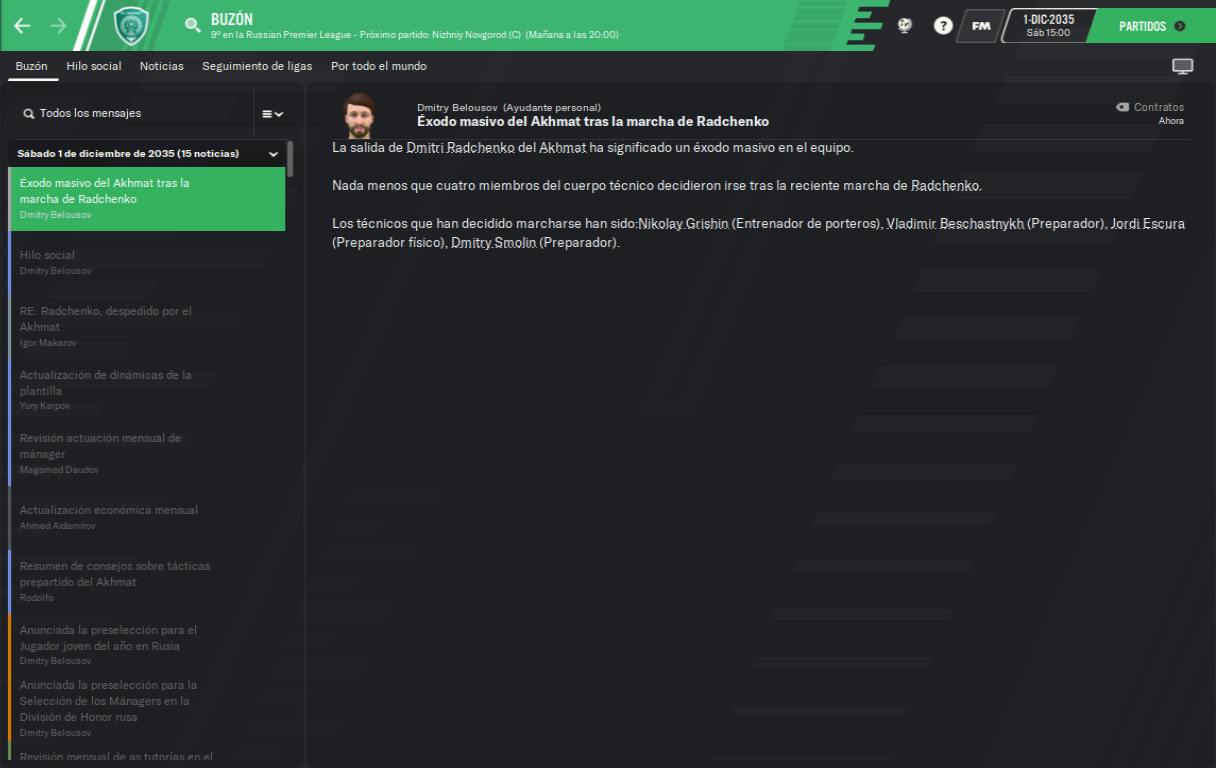 BUZÓN
9º en la Russian Premier League - Próximo partido: Nizhniy Novgorod (C) (Mañana a las 20:00)
?
FM
1-DIC-2035
Sáb 15:00
PARTIDOS
Buzón
Hilo social
Noticias
Seguimiento de ligas
Por todo el mundo
Todos los mensajes
Sábado 1 de diciembre de 2035 (15 noticias)
Éxodo masivo del Akhmat tras la
marcha de Radchenko
Dmitry Belousov
Hilo social
Dmitry Belousov
RE: Radchenko, despedido por el
Akhmat
Igor Makarov
Actualización de dinámicas de la
plantilla
Yury Karpov
Revisión actuación mensual de
mánager
Magomed Daudov
Actualización económica mensual
Ahmed Aidamirov
Resumen de consejos sobre tácticas
prepartido del Akhmat
Rodolfo
Anunciada la preselección para el
Jugador joven del año en Rusia
Dmitry Belousov
Anunciada la preselección para la
Selección de los Mánagers en la
División de Honor rusa
Dmitry Belousov
Revisión mensual de as tutorías en el
Dmitry Belousov (Ayudante personal)
Éxodo masivo del Akhmat tras la marcha de Radchenko
Contratos
Ahora
La salida de Dmitri Radchenko del Akhmat ha significado un éxodo masivo en el equipo.
Nada menos que cuatro miembros del cuerpo técnico decidieron irse tras la reciente marcha de Radchenko.
Los técnicos que han decidido marcharse han sido:Nikolay Grishin (Entrenador de porteros), Vladimir Beschastnykh (Preparador), Jordi Escura
(Preparador físico), Dmitry Smolin (Preparador).